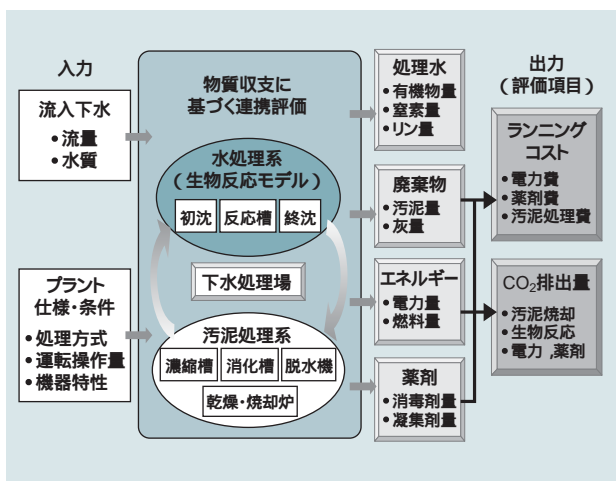 入力
流入下水
•流量
•水質
プラント
仕様・条件
•処理方式
•運転操作量
•機器特性
物質収支に
基づく連携評価
水処理系
（生物反応モデル）
初沈
反応槽
終沈
下水処理場
汚泥処理系
濃縮槽
消化槽
脱水機
乾燥・焼却炉
処理水
•有機物量
•窒素量
•リン量
廃棄物
•汚泥量
•灰量
エネルギー
•電力量
•燃料量
薬剤
•消毒剤量
•凝集剤量
出力
（評価項目）
ランニング
コスト
•電力費
•薬剤費
•汚泥処理費
CO₂排出量
•汚泥焼却
•生物反応
•電力，薬剤